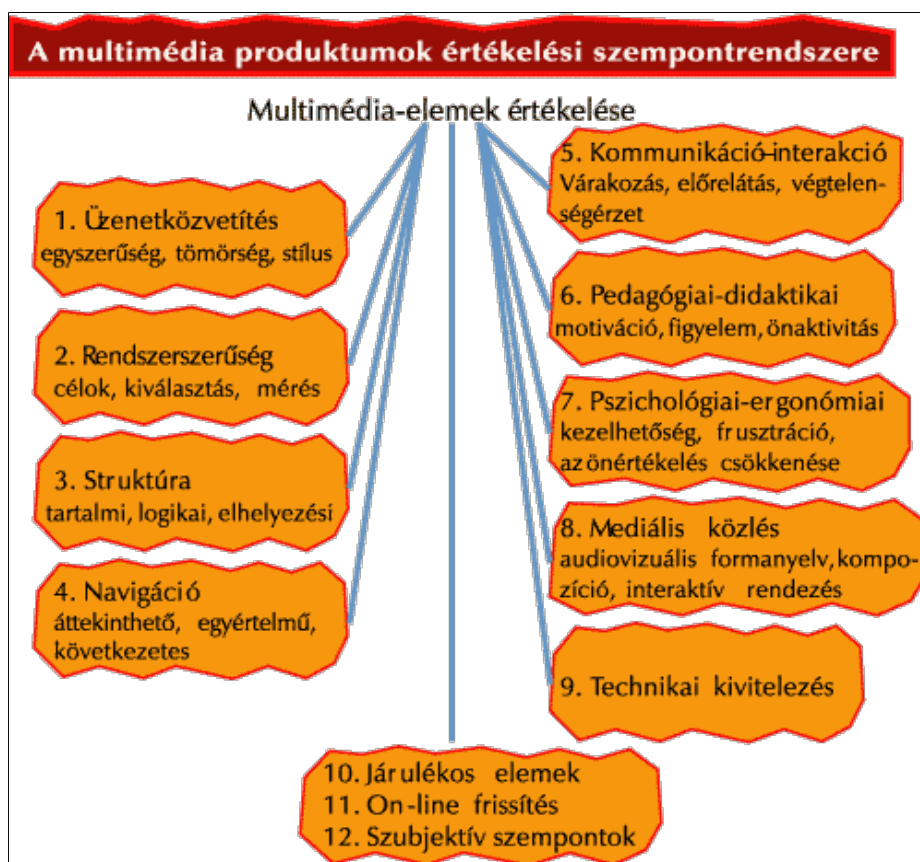 A multimédia produktumok értékelési szempontrendszere
Multimédia-elemek értékelése
1. Üzenetközvetítés
egyszerűség, tömörség, stílus
2. Rendszerszerűség
célok, kiválasztás, mérés
3. Struktúra
tartalmi, logikai, elhelyezési
4. Navigáció
áttekinthető, egyértelmű,
következetes
5. Kommunikáció-interakció
Várakozás, előrelátás, végtelen-
ségérzet
6. Pedagógiai-didaktikai
motiváció, figyelem, önaktivitás
7. Pszichológiai-ergonómiai
kezelhetőség, frusztráció,
az önértékelés csökkenése
8. Mediális közlés
audiovizuális formanyelv, kompo-
zíció, interaktív rendezés
9. Technikai kivitelezés
10. Járulékos elemek
11. On-line frissítés
12. Szubjektív szempontok